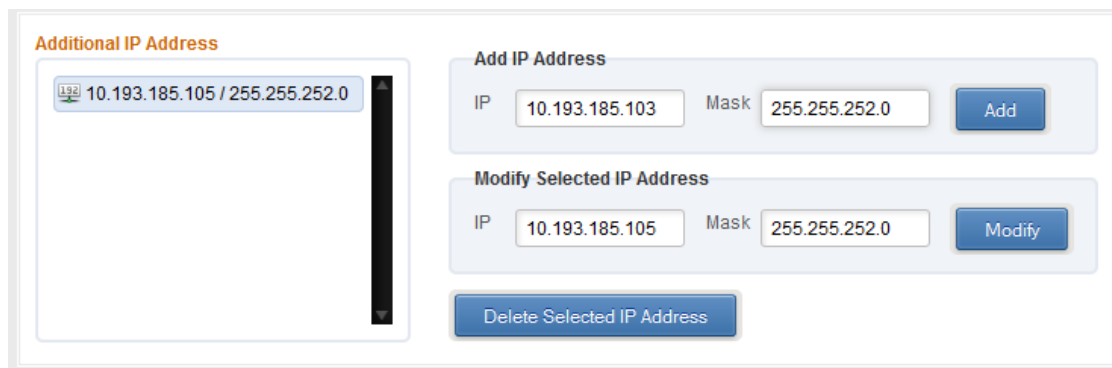 Additional IP Address
192 10.193.185.105 / 255.255.252.0
Add IP Address
IP 10.193.185.103 Mask 255.255.252.0 Add
Modify Selected IP Address
IP 10.193.185.105 Mask 255.255.252.0 Modify
Delete Selected IP Address